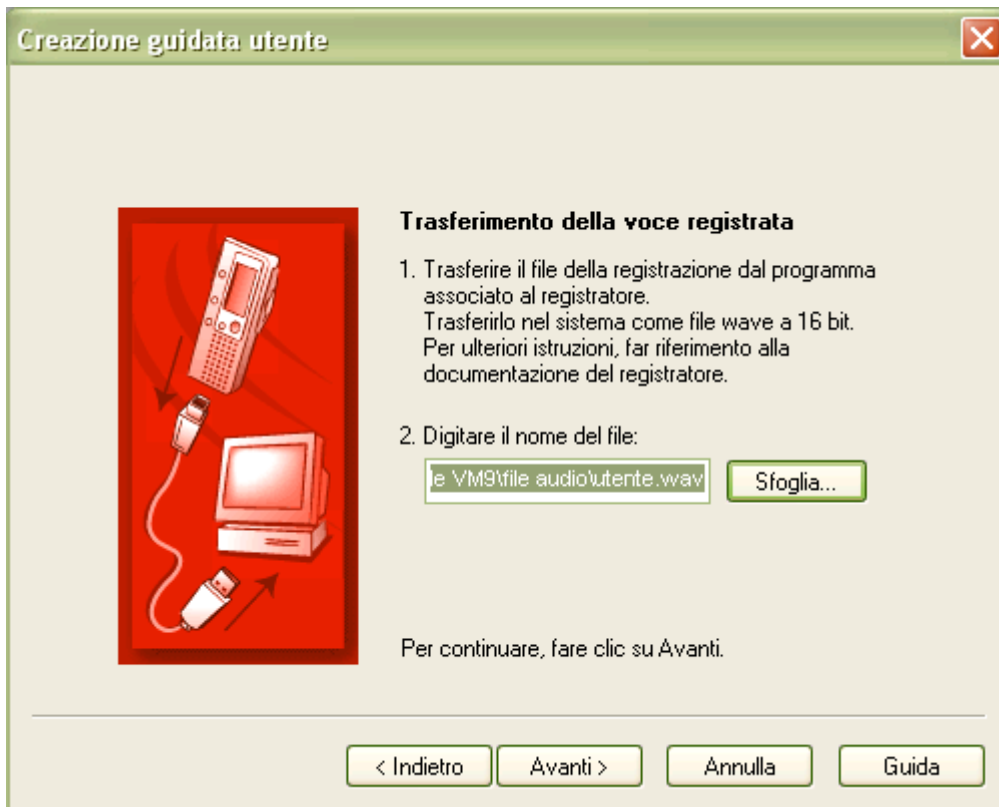 Creazione guidata utente
Trasferimento della voce registrata
1. Trasferire il file della registrazione dal programma
associato al registratore.
Trasferirlo nel sistema come file wave a 16 bit.
Per ulteriori istruzioni, far riferimento alla
documentazione del registratore.
2. Digitare il nome del file:
le VM9\file audio\utente.wav
Sfoglia...
Per continuare, fare clic su Avanti.
< Indietro
Avanti >
Annulla
Guida